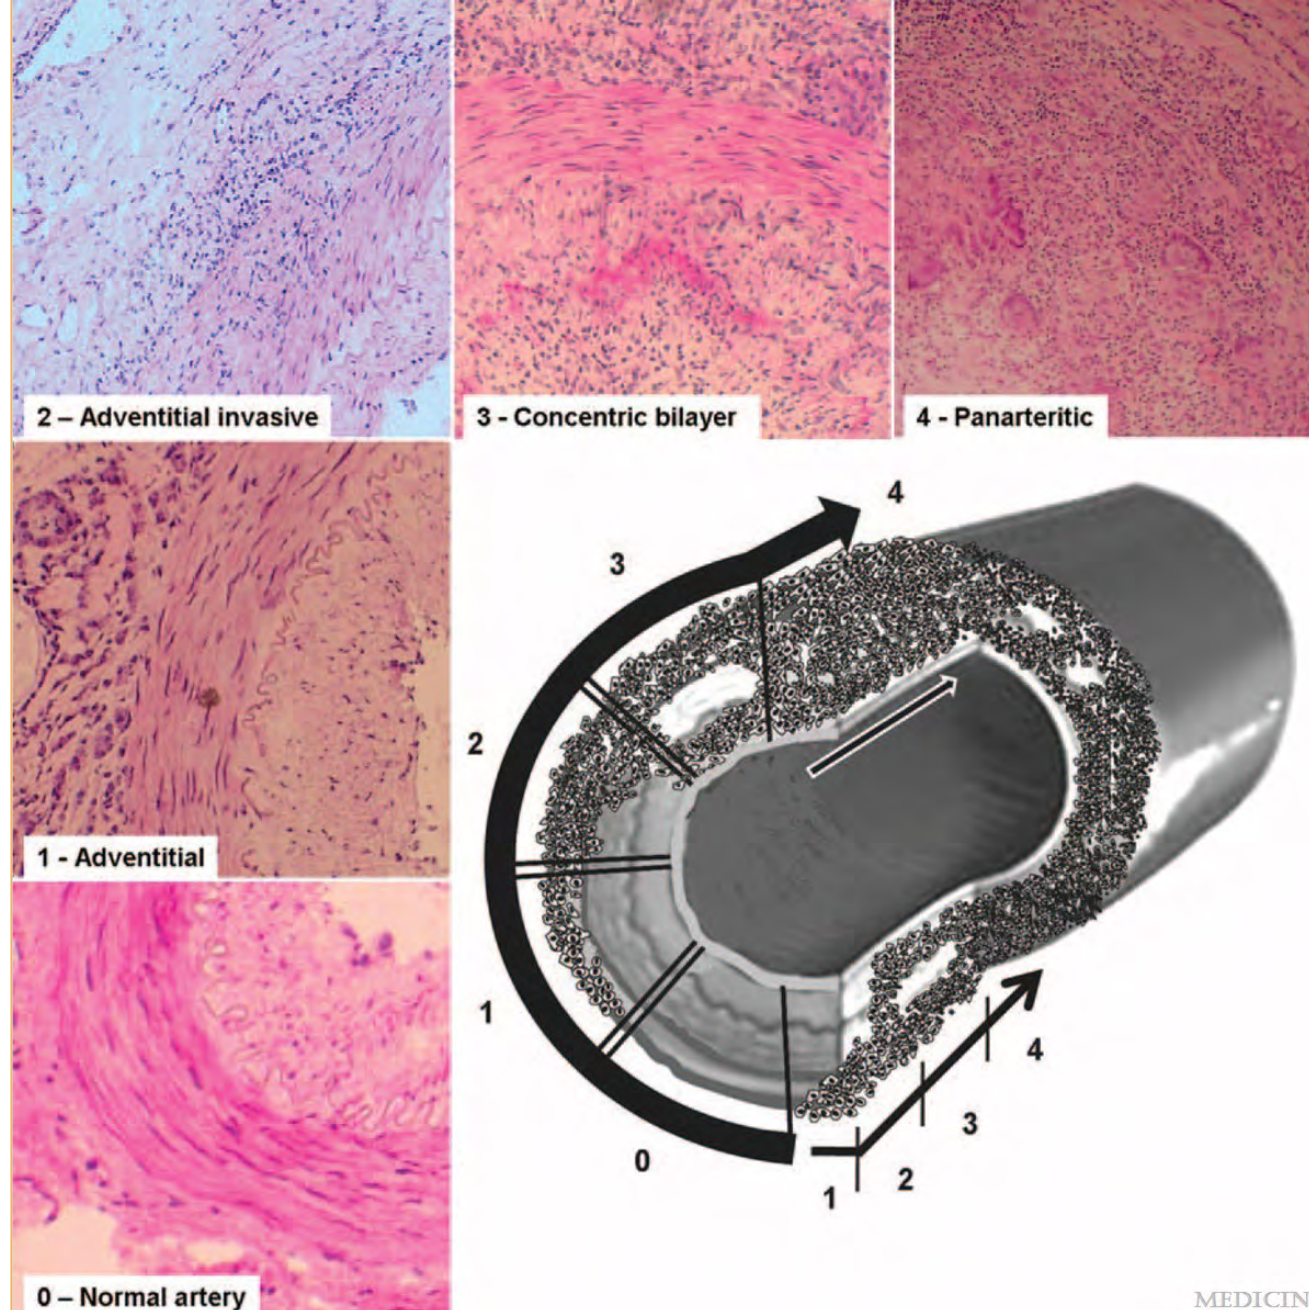 2 – Adventitial invasive
3 - Concentric bilayer
4 - Panarteritic
1 - Adventitial
0 – Normal artery
4
3
2
1
0
1
2
3
4
MEDICIN